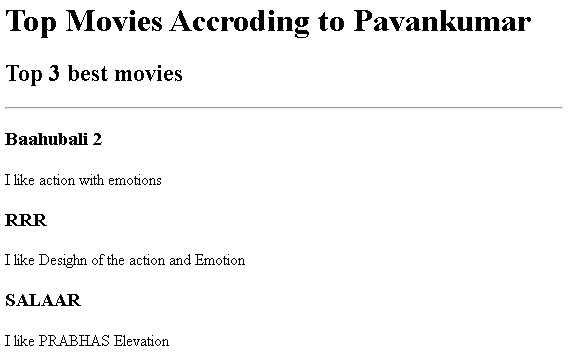 Top Movies Accroding to Pavankumar
Top 3 best movies
Baahubali 2
I like action with emotions
RRR
I like Desighn of the action and Emotion
SALAAR
I like PRABHAS Elevation